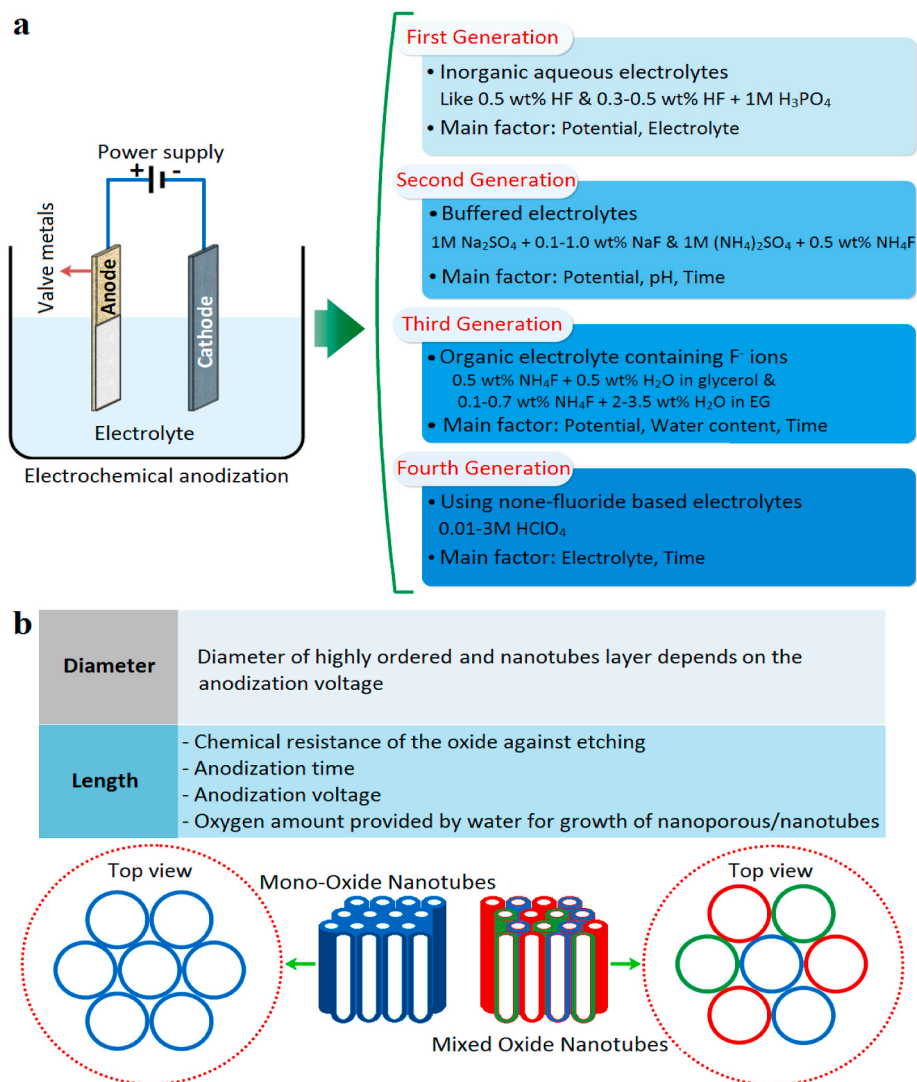 a
Power supply
+ -
Valve metals
Anode
Cathode
Electrolyte
Electrochemical anodization
First Generation
• Inorganic aqueous electrolytes
Like 0.5 wt% HF & 0.3-0.5 wt% HF + 1M H₃PO₄
• Main factor: Potential, Electrolyte
Second Generation
• Buffered electrolytes
1M Na₂SO₄ + 0.1-1.0 wt% NaF & 1M (NH₄)₂SO₄ + 0.5 wt% NH₄F
• Main factor: Potential, pH, Time
Third Generation
• Organic electrolyte containing F⁻ ions
0.5 wt% NH₄F + 0.5 wt% H₂O in glycerol &
0.1-0.7 wt% NH₄F + 2-3.5 wt% H₂O in EG
• Main factor: Potential, Water content, Time
Fourth Generation
• Using none-fluoride based electrolytes
0.01-3M HClO₄
• Main factor: Electrolyte, Time
b
Diameter
Diameter of highly ordered and nanotubes layer depends on the
anodization voltage
Length
- Chemical resistance of the oxide against etching
- Anodization time
- Anodization voltage
- Oxygen amount provided by water for growth of nanoporous/nanotubes
Top view
Mono-Oxide Nanotubes
Top view
Mixed Oxide Nanotubes